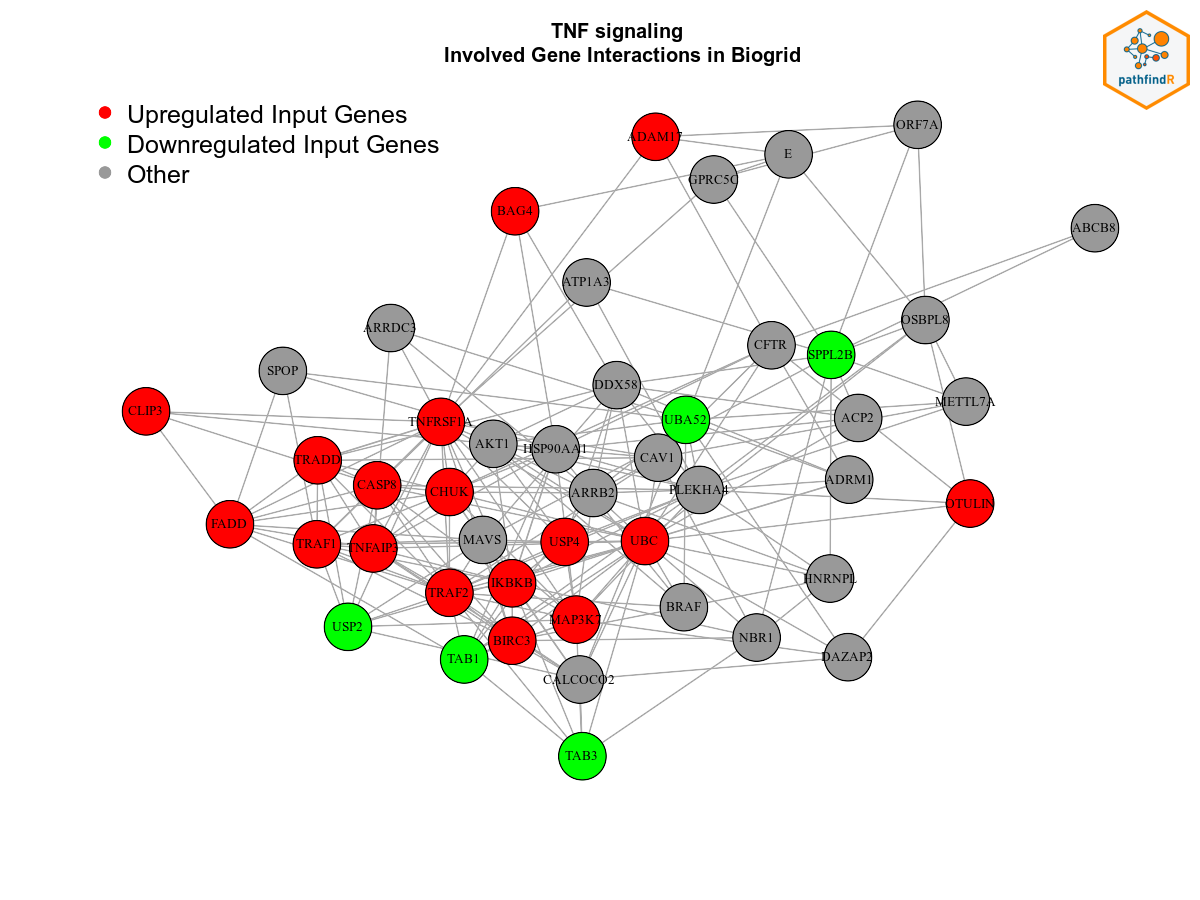 TNF signaling
Involved Gene Interactions in Biogrid
pathfindR
Upregulated Input Genes
Downregulated Input Genes
Other
ADAM17
ORF7A
E
GPRC5C
BAG4
ABCB8
ATP1A3
ARRDC3
OSBPL8
CFTR
SPPL2B
SPOP
DDX58
METTL7A
CLIP3
TNFRSF1A
UBA52
ACP2
AKT1
HSP90AA1
CAV1
TRADD
CASP8
CHUK
ARRB2
PLEKHA4
ADRM1
OTULIN
FADD
TRAF1
TNFAIP3
MAVS
USP4
UBC
IKBKB
HNRNPL
TRAF2
BRAF
MAP3K7
USP2
BIRC3
NBR1
TAB1
DAZAP2
CALCOCO2
TAB3